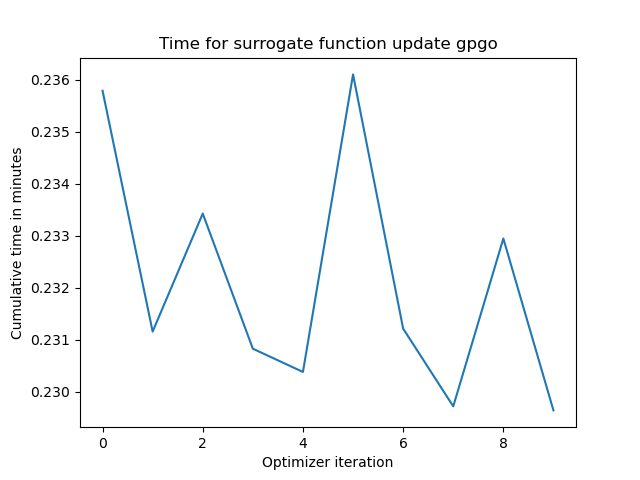 Time for surrogate function update gpgo
Cumulative time in minutes
0.236
0.235
0.234
0.233
0.232
0.231
0.230
0 2 4 6 8
Optimizer iteration